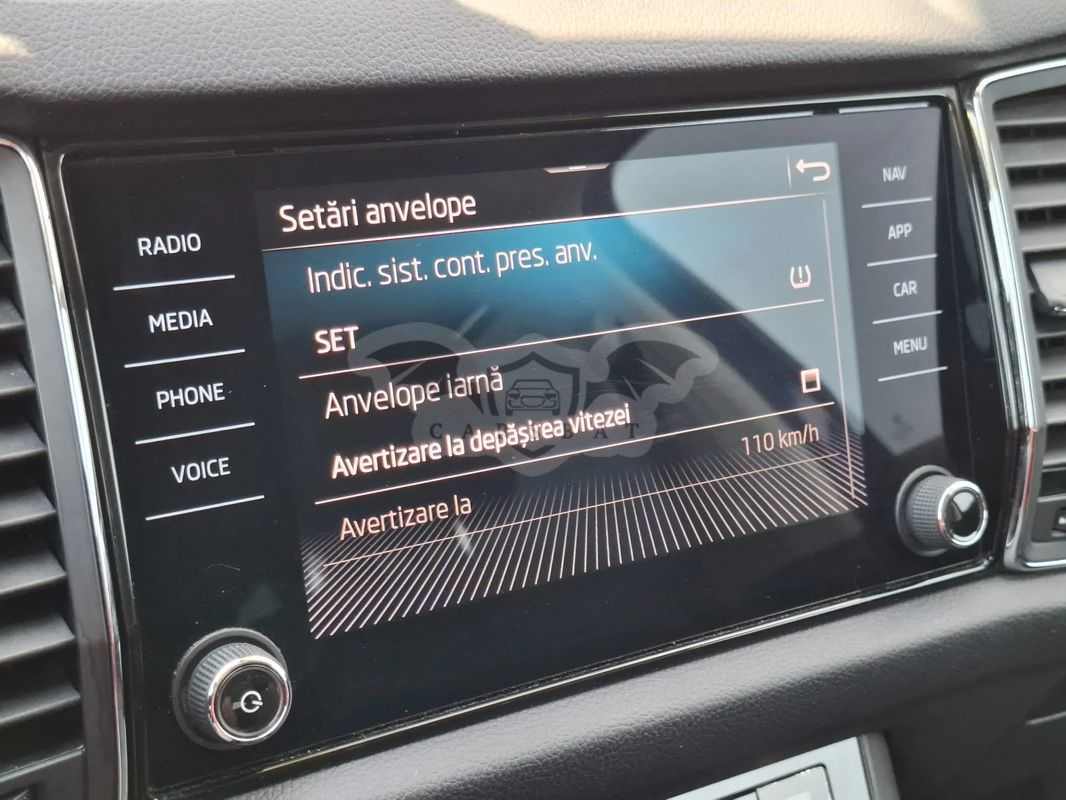 Setări anvelope
Indic. sist. cont. pres. anv.
SET
Anvelope iarnă
Avertizare la depășirea vitezei
Avertizare la
110 km/h
RADIO
MEDIA
PHONE
VOICE
NAV
APP
CAR
MENU